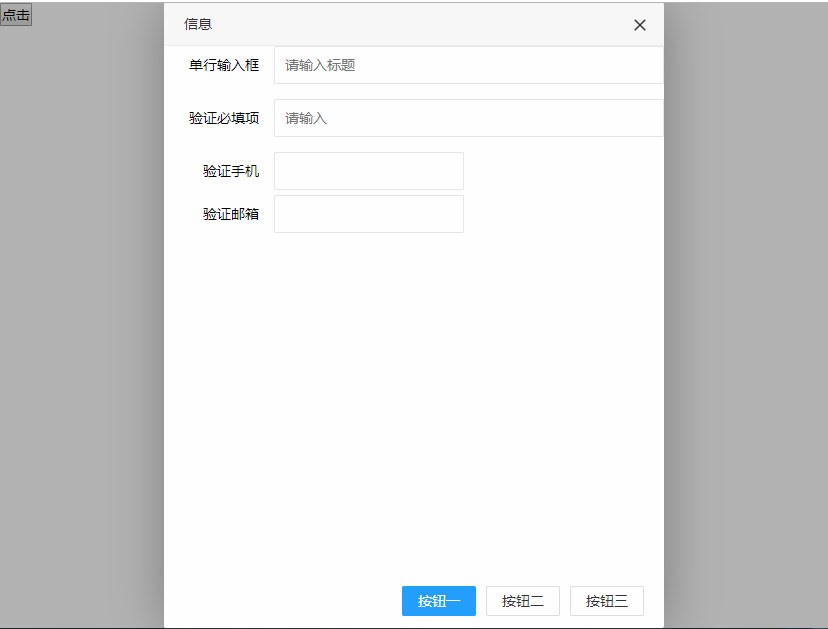 点击
信息
单行输入框 请输入标题
验证必填项 请输入
验证手机
验证邮箱
按钮一 按钮二 按钮三